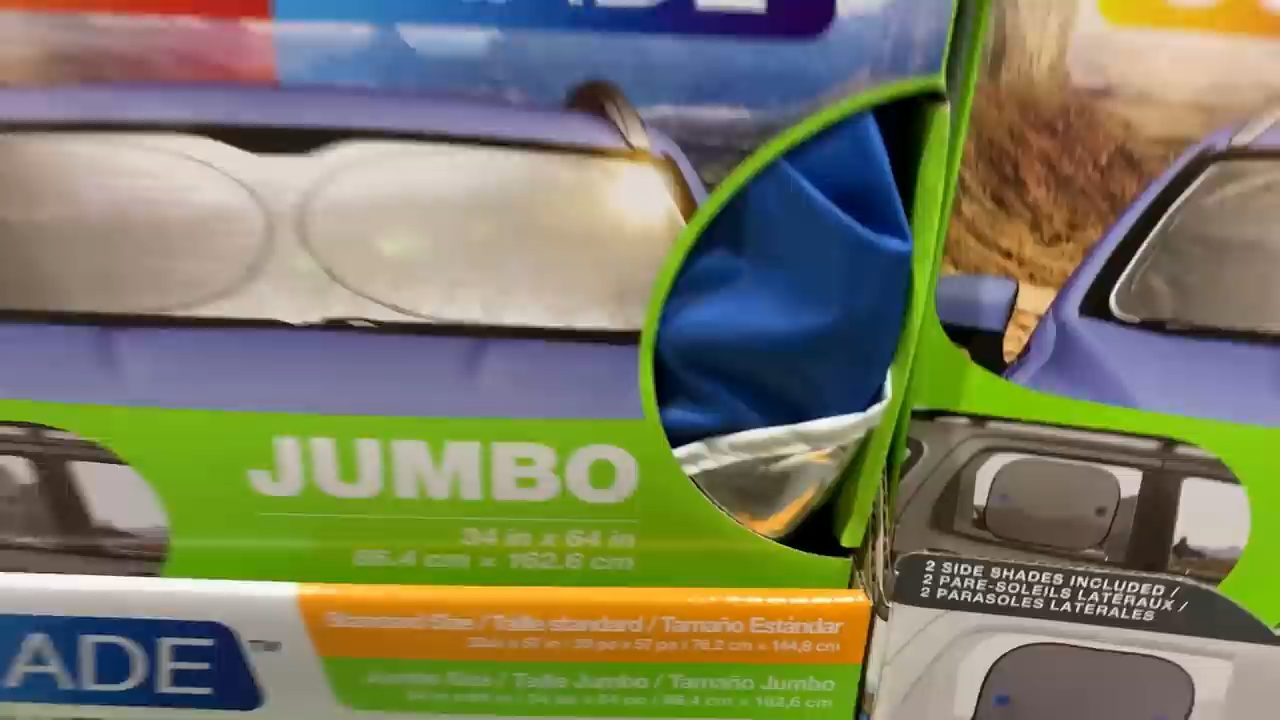 ADE
JUMBO
34 in x 64 in
86.4 cm × 162.6 cm
2 SIDE SHADES INCLUDED /
2 PARE-SOLEILS LATÉRAUX /
2 PARASOLES LATERALES
ADE™
Standard Size / Taille standard / Tamaño Estándar
Jumbo Size / Taille Jumbo / Tamaño Jumbo